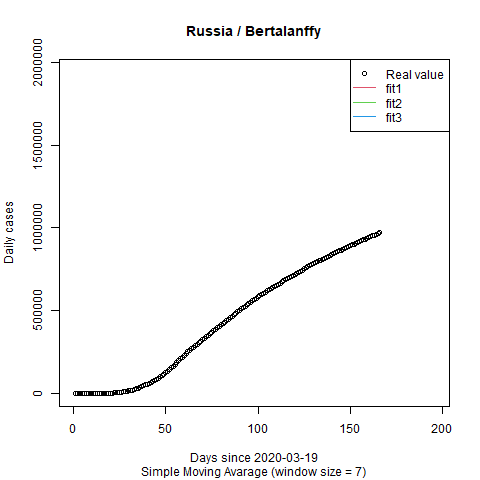 Russia / Bertalanffy
Real value
fit1
fit2
fit3
Daily cases
2000000
1500000
1000000
500000
0
0 50 100 150 200
Days since 2020-03-19
Simple Moving Avarage (window size = 7)